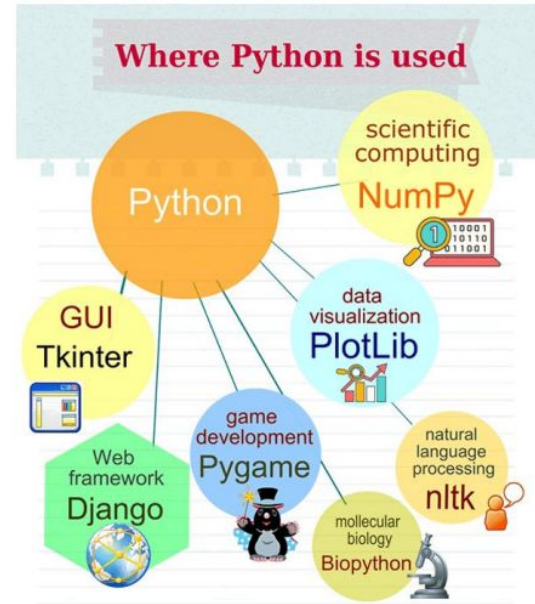 Where Python is used
Python
scientific
computing
NumPy
1
10001
10110
011001
data
visualization
PlotLib
GUI
Tkinter
game
development
Pygame
natural
language
processing
nltk
Web
framework
Django
mollecular
biology
Biopython